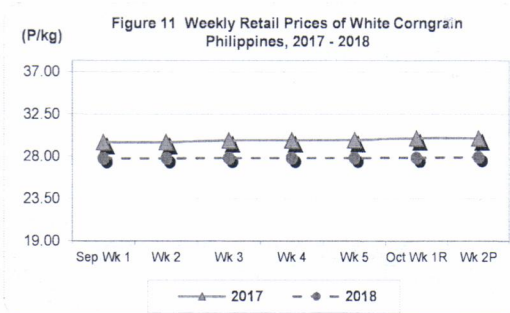 Figure 11 Weekly Retail Prices of White Corngrain
Philippines, 2017 - 2018
(P/kg)
37.00
32.50
28.00
23.50
19.00
Sep Wk 1 Wk 2 Wk 3 Wk 4 Wk 5 Oct Wk 1R Wk 2P
2017 2018